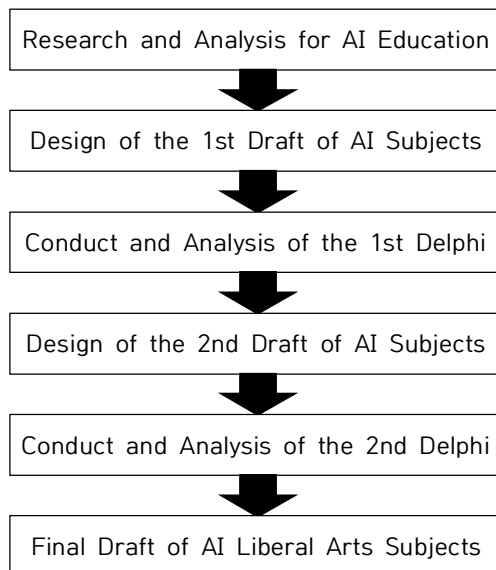 Research and Analysis for AI Education
Design of the 1st Draft of AI Subjects
Conduct and Analysis of the 1st Delphi
Design of the 2nd Draft of AI Subjects
Conduct and Analysis of the 2nd Delphi
Final Draft of AI Liberal Arts Subjects